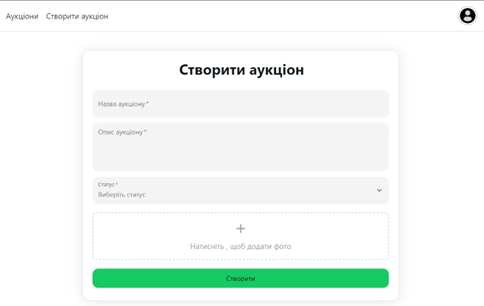 Аукціони Створити аукціон
Створити аукціон
Назва аукціону*
Опис аукціону*
Статус*
Виберіть статус
Натисніть , щоб додати фото
Створити